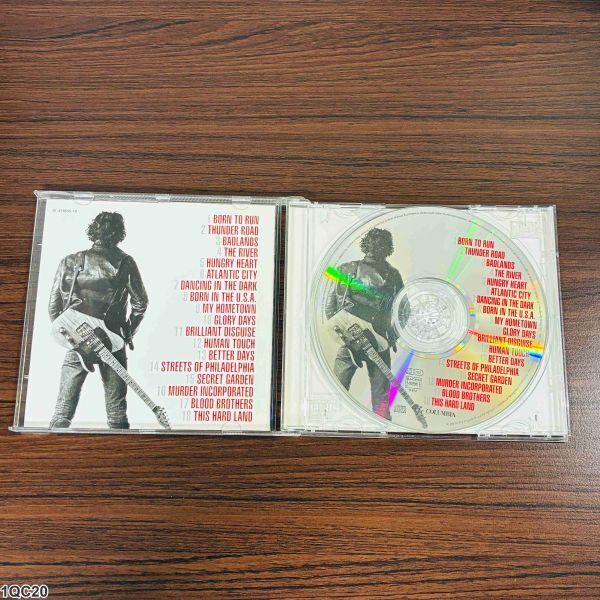 1 BORN TO RUN
2 THUNDER ROAD
3 BADLANDS
4 THE RIVER
5 HUNGRY HEART
6 ATLANTIC CITY
7 DANCING IN THE DARK
8 BORN IN THE U.S.A.
9 MY HOMETOWN
10 GLORY DAYS
11 BRILLIANT DISGUISE
12 HUMAN TOUCH
13 BETTER DAYS
14 STREETS OF PHILADELPHIA
15 SECRET GARDEN
16 MURDER INCORPORATED
17 BLOOD BROTHERS
18 THIS HARD LAND
BORN TO RUN
THUNDER ROAD
BADLANDS
THE RIVER
HUNGRY HEART
ATLANTIC CITY
DANCING IN THE DARK
BORN IN THE U.S.A.
MY HOMETOWN
GLORY DAYS
BRILLIANT DISGUISE
HUMAN TOUCH
BETTER DAYS
STREETS OF PHILADELPHIA
SECRET GARDEN
MURDER INCORPORATED
BLOOD BROTHERS
THIS HARD LAND
COLUMBIA
1QC20